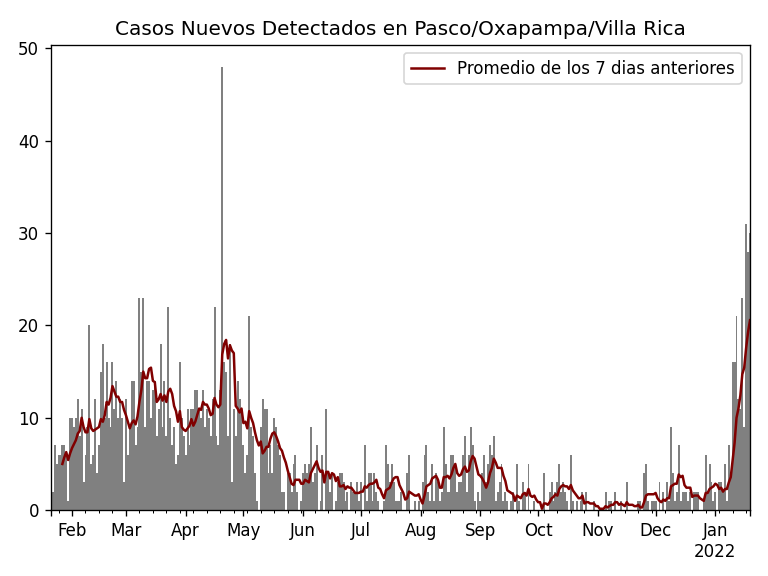 Casos Nuevos Detectados en Pasco/Oxapampa/Villa Rica
Promedio de los 7 dias anteriores
50
40
30
20
10
0
Feb Mar Apr May Jun Jul Aug Sep Oct Nov Dec Jan
2022